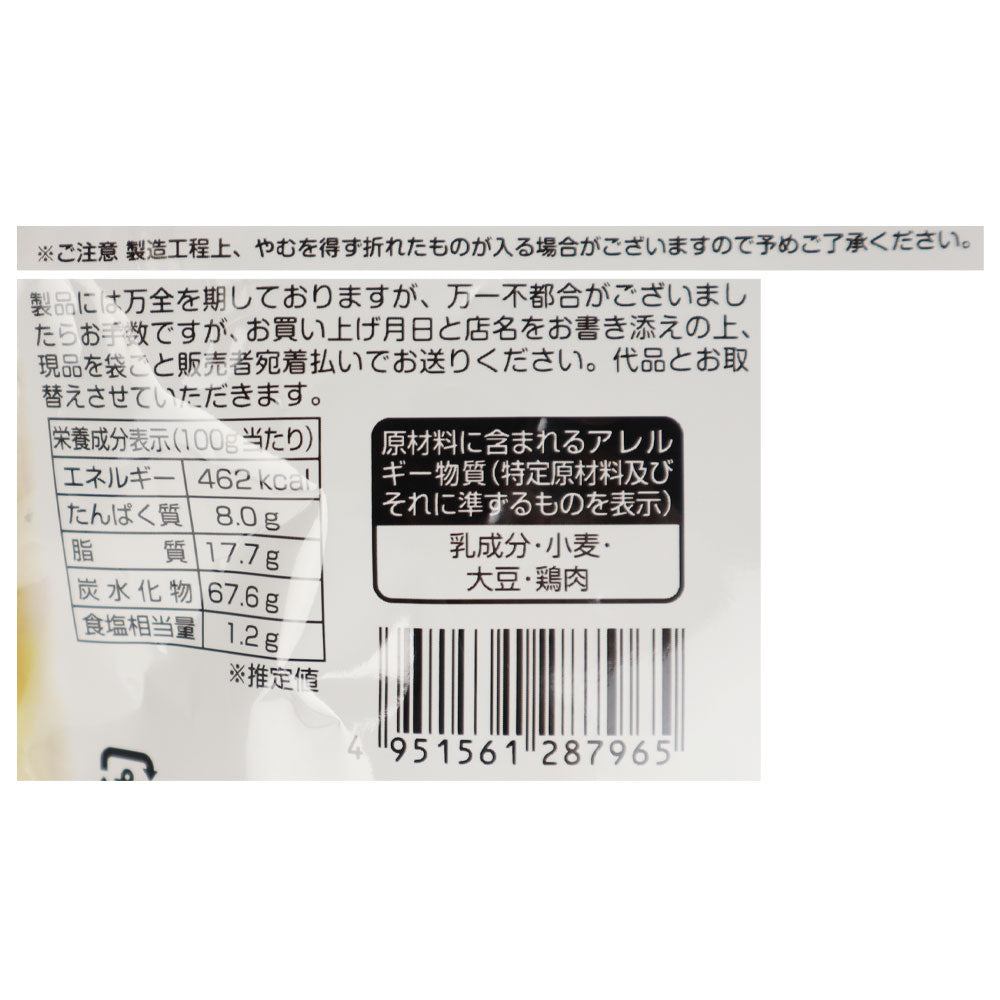 ※ご注意 製造工程上、やむを得ず折れたものが入る場合がございますので予めご了承ください。
製品には万全を期しておりますが、万一不都合がございまし
たらお手数ですが、お買い上げ月日と店名をお書き添えの上、
現品を袋ごと販売者宛着払いでお送りください。代品とお取
替えさせていただきます。
栄養成分表示(100g当たり)
エネルギー 462kcal
たんぱく質 8.0g
脂質 17.7g
炭水化物 67.6g
食塩相当量 1.2g
※推定値
原材料に含まれるアレル
ギー物質(特定原材料及び
それに準ずるものを表示)
乳成分・小麦・
大豆・鶏肉
4 951561 287965